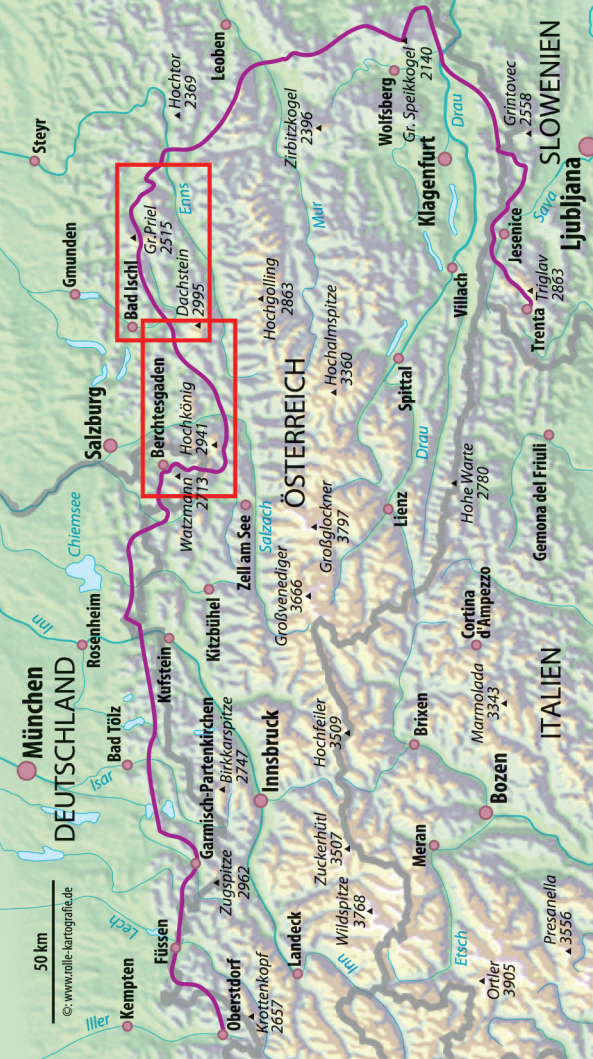 50 km
©: www.rolle-kartografie.de
München
DEUTSCHLAND
Steyr
Kempten
Iller
Lech
Füssen
Isar
Bad Tölz
Rosenheim
Inn
Chiemsee
Salzburg
Gmunden
Bad Ischl
Gr.Priel
2515
Enns
Hochtor
2369
Leoben
Oberstdorf
Krottenkopf
2657
Garmisch-Partenkirchen
Zugspitze
2962
Birkkarspitze
2747
Kufstein
Kitzbühel
Berchtesgaden
Watzmann
2713
Hochkönig
2941
Dachstein
2995
Landeck
Inn
Innsbruck
Zell am See
Salzach
ÖSTERREICH
Hochgolling
2863
Mur
Zirbitzkogel
2396
Wildspitze
3768
Zuckerhütl
3507
Hochfeiler
3509
Großvenediger
3666
Großglockner
3797
Hochalmspitze
3360
Wolfsberg
Gr. Speikkogel
2140
Klagenfurt
Drau
Meran
Etsch
Brixen
Lienz
Drau
Spittal
Villach
Ortler
3905
Bozen
Marmolada
3343
Cortina
d'Ampezzo
Hohe Warte
2780
Jesenice
Grintovec
2558
SLOWENIEN
Presanella
3556
ITALIEN
Gemona del Friuli
Trenta
Triglav
2863
Sava
Ljubljana